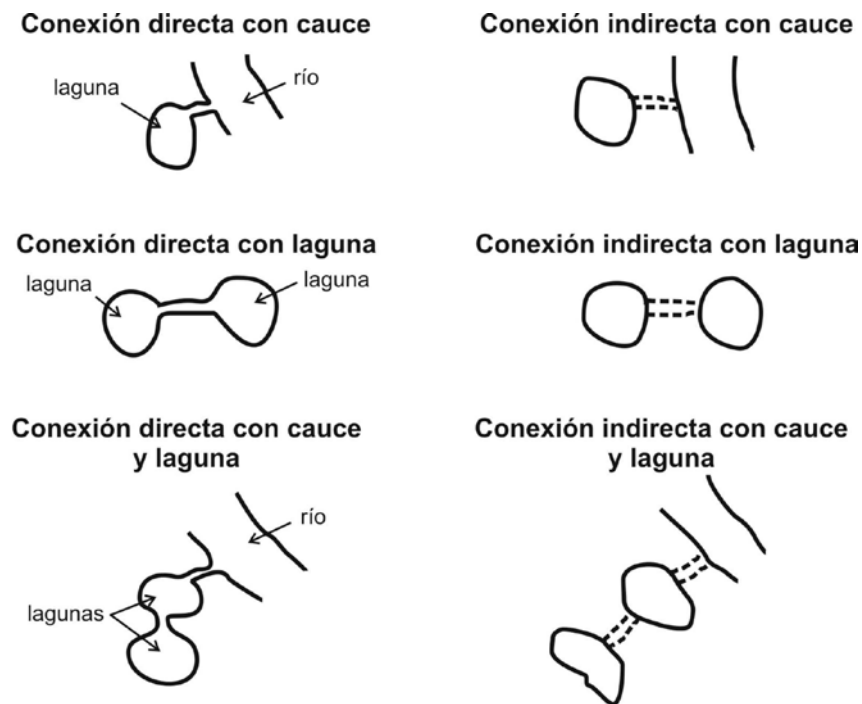 Conexión directa con cauce
laguna
río
Conexión indirecta con cauce
Conexión directa con laguna
laguna
laguna
Conexión indirecta con laguna
Conexión directa con cauce
y laguna
río
lagunas
Conexión indirecta con cauce
y laguna